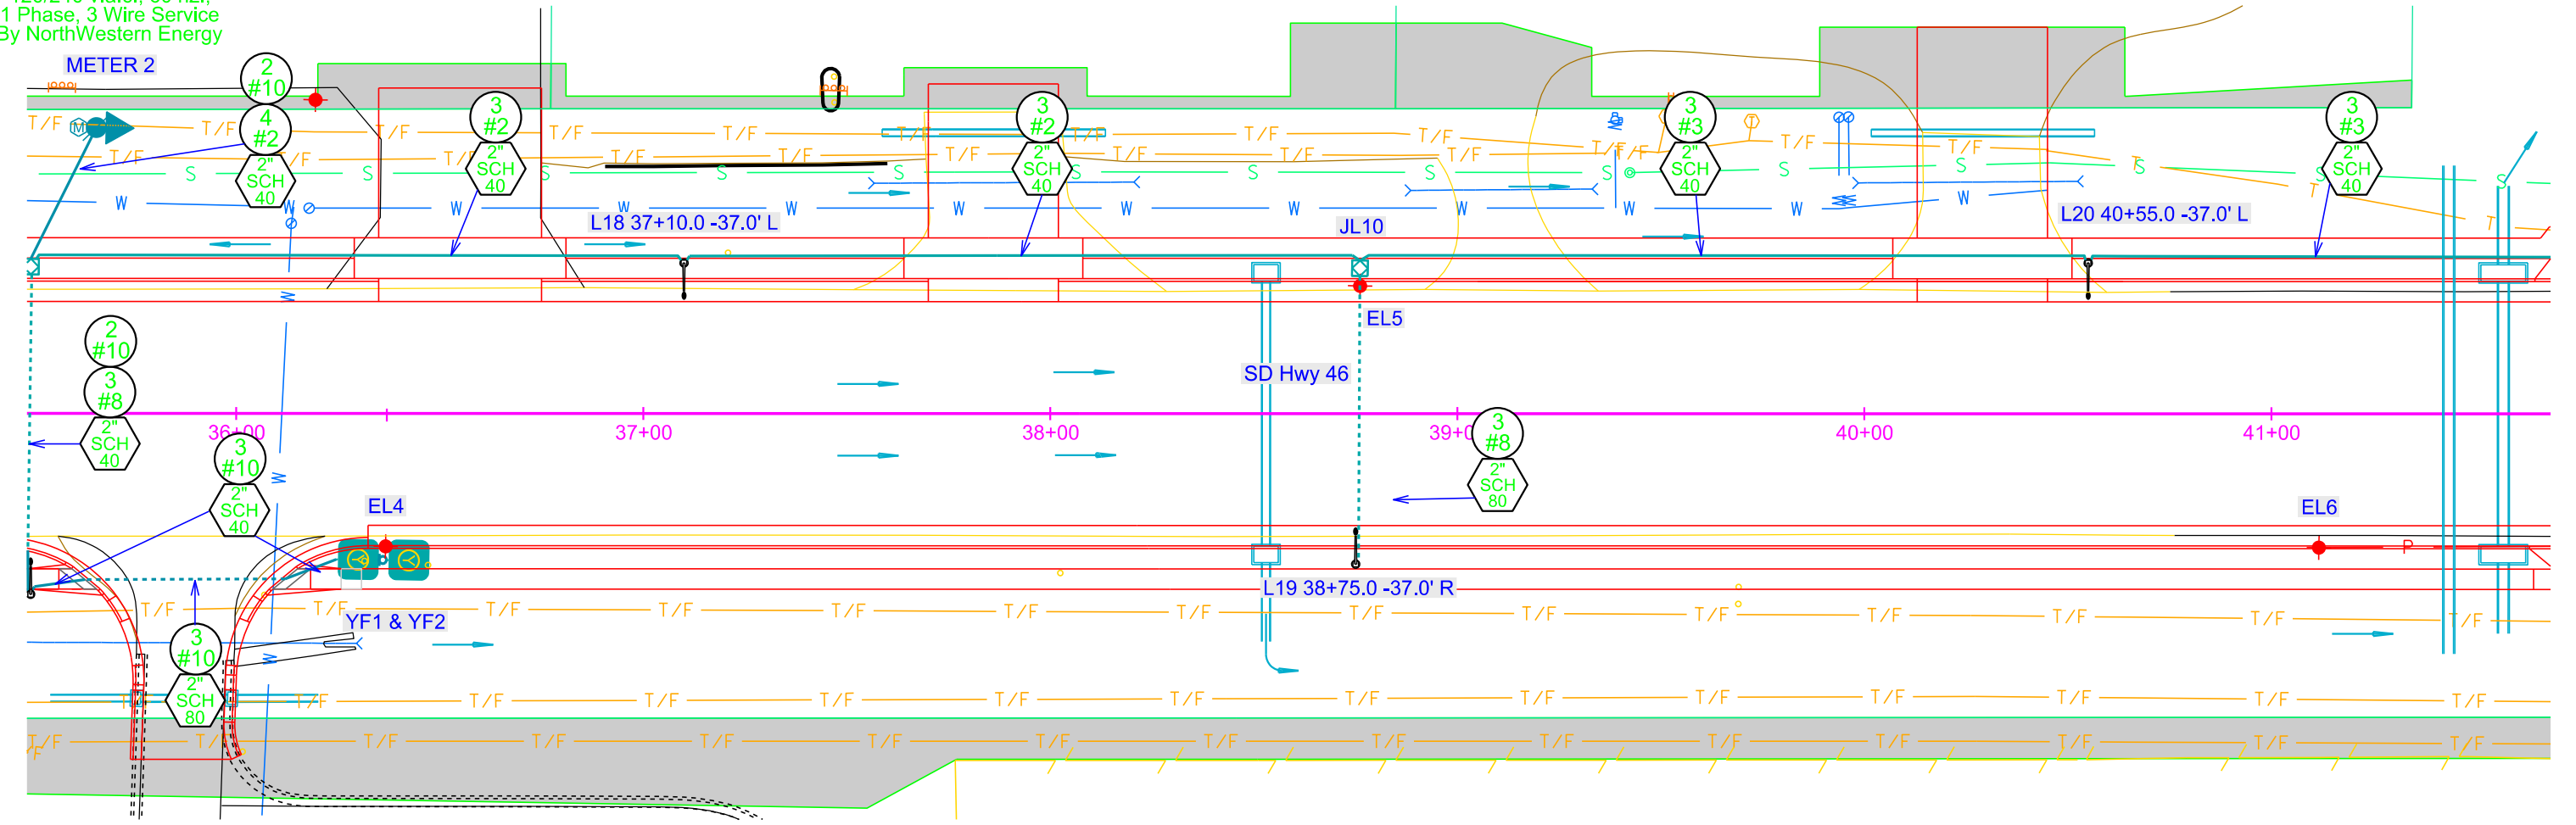 1 Phase, 3 Wire Service
By NorthWestern Energy
METER 2
2
#10
4
#2
2"
SCH
40
3
#2
2"
SCH
40
3
#2
2"
SCH
40
3
#3
2"
SCH
40
3
#3
2"
SCH
40
M
T/F T/F T/F T/F T/F T/F T/F T/F T/F T/F
T/F T/F T/F T/F T/F T/F T/F T/F T/F T T T
S S S S S S S S S S S S S
W W W W W W W W W W W W
L18 37+10.0 -37.0' L
JL10
L20 40+55.0 -37.0' L
W
EL5
2
#10
3
#8
2"
SCH
40
SD Hwy 46
36+00 37+00 38+00 39+00 40+00 41+00
3
#8
2"
SCH
80
3
#10
2"
SCH
40
W
EL4
EL6
P
L19 38+75.0 -37.0' R
T/F T/F T/F T/F T/F T/F T/F T/F T/F T/F T/F T/F T/F T/F
YF1 & YF2
3
#10
2"
SCH
80
W
T/F T/F T/F T/F T/F T/F T/F T/F T/F T/F T/F T/F T/F
T/F T/F T/F T/F T/F T/F T/F T/F T/F T/F T/F T/F T/F T/F